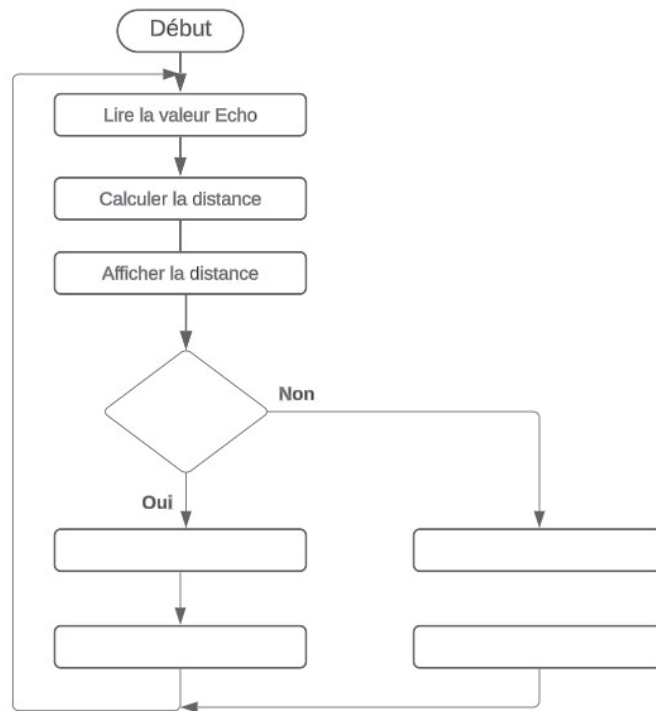 Début
Lire la valeur Echo
Calculer la distance
Afficher la distance
Non
Oui